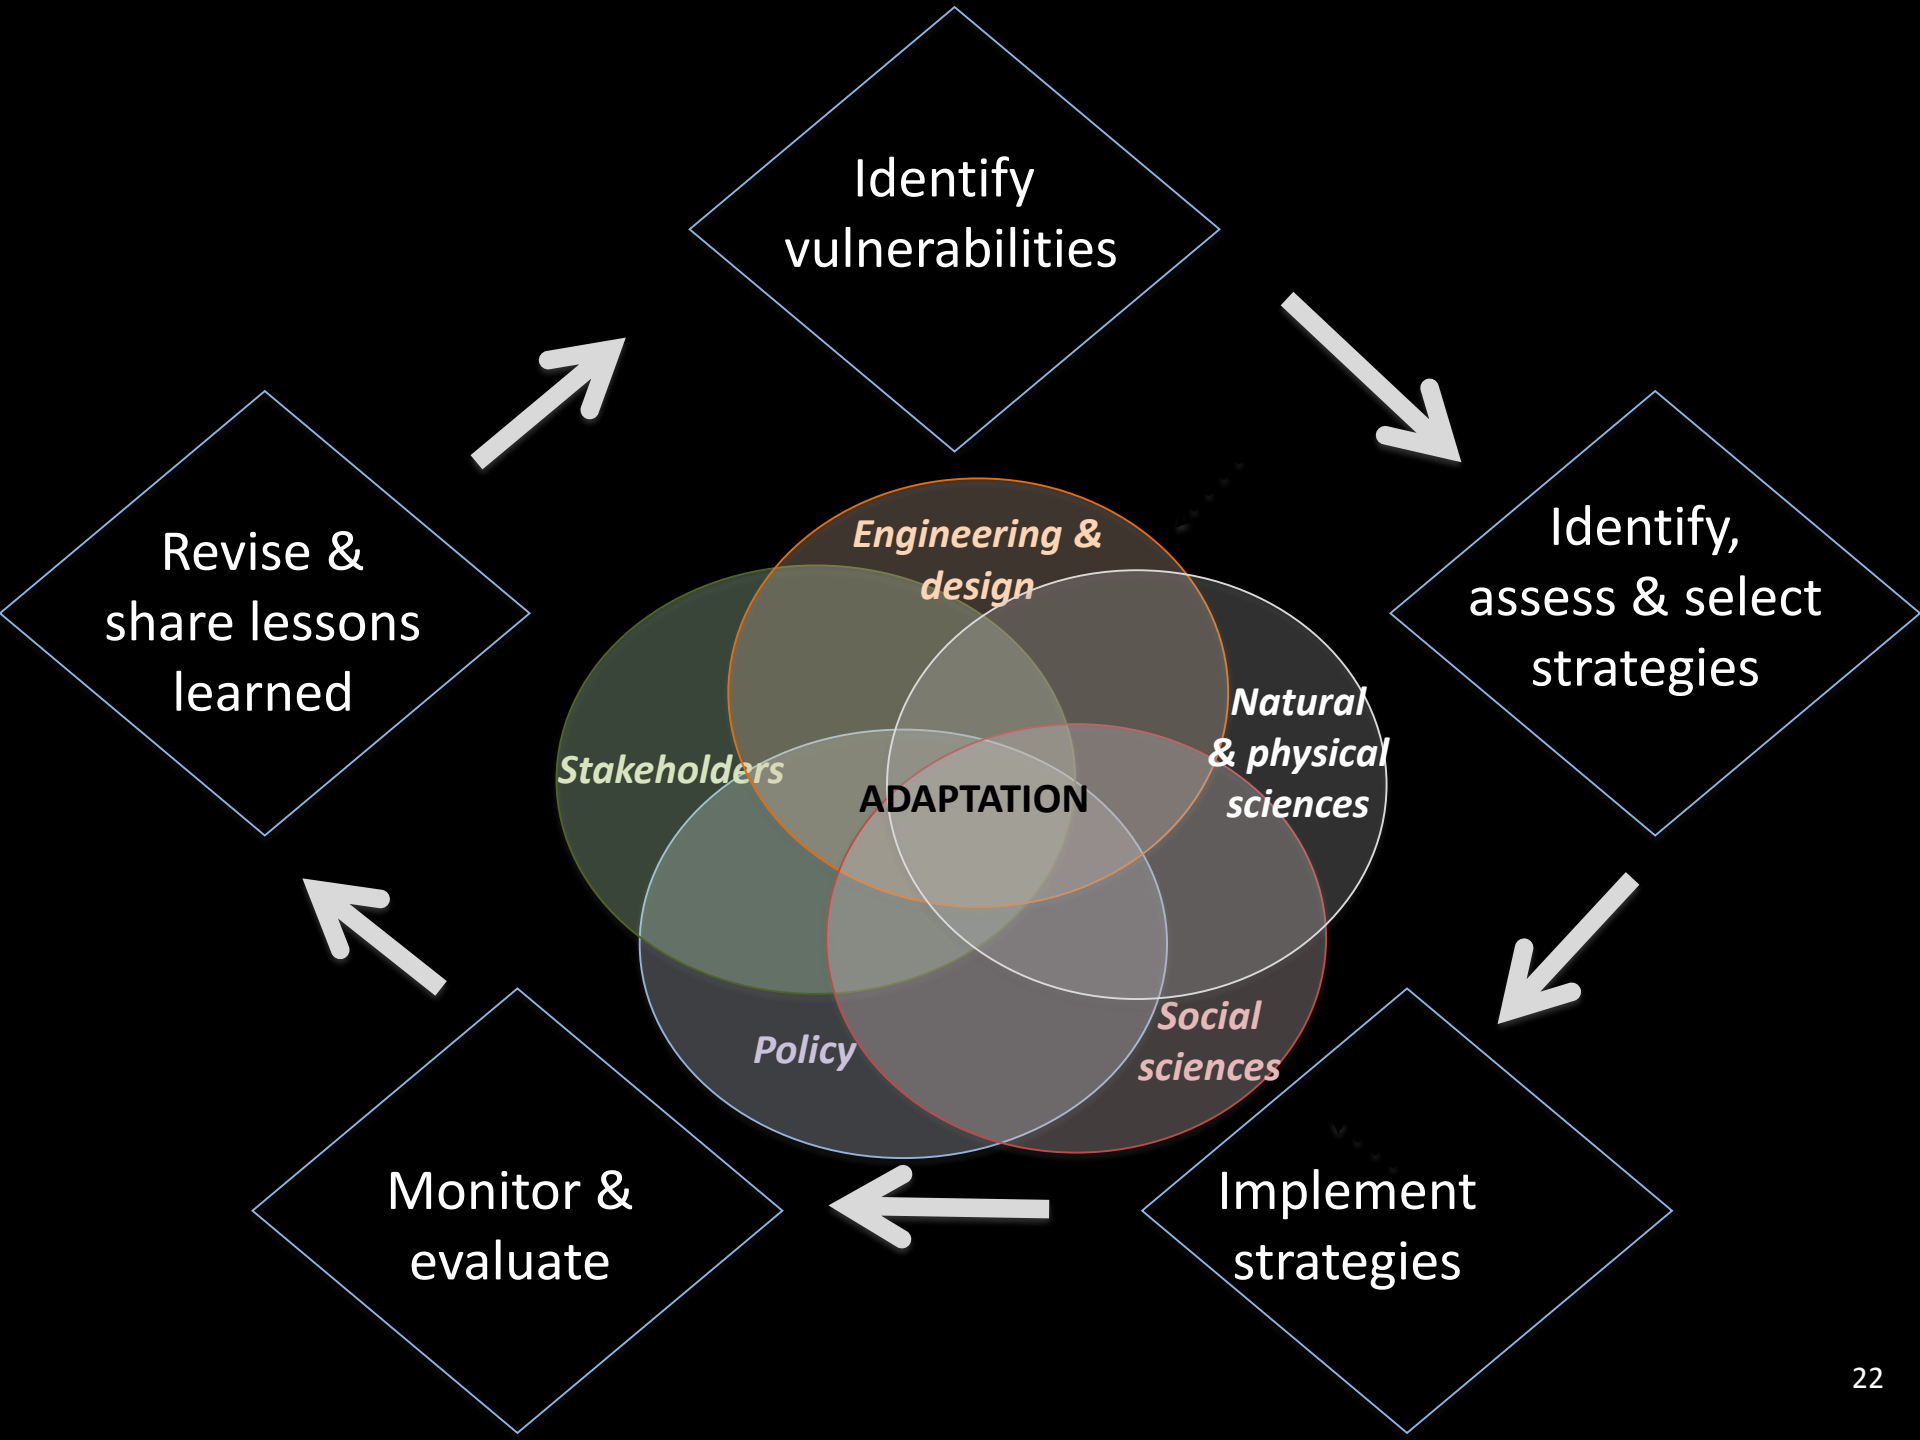 Identify
vulnerabilities
Identify,
assess & select
strategies
Implement
strategies
Monitor &
evaluate
Revise &
share lessons
learned
Engineering &
design
Natural
& physical
sciences
Social
sciences
Policy
Stakeholders
ADAPTATION
22